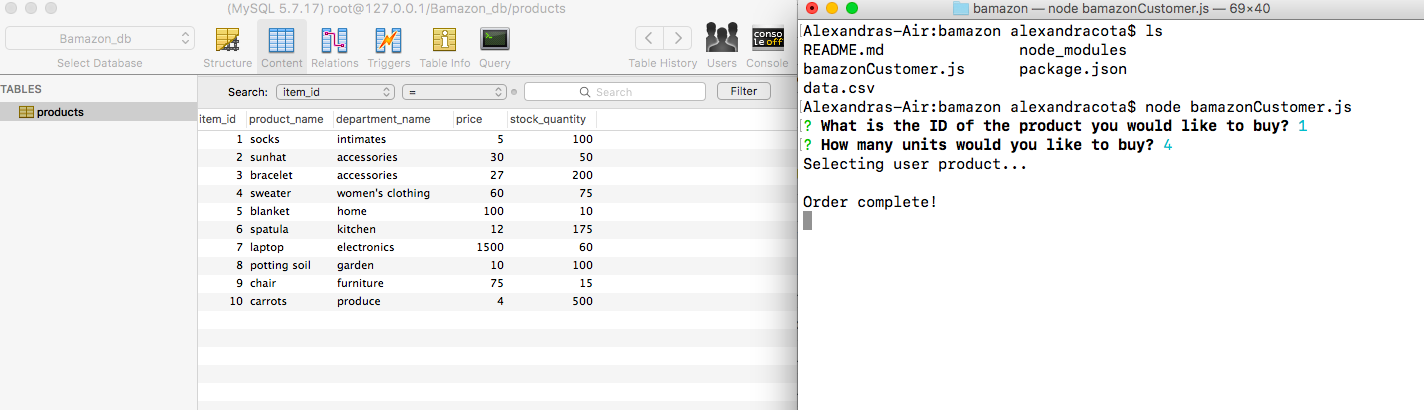 (MySQL 5.7.17) root@127.0.0.1/Bamazon_db/products
Bamazon_db
Select Database
Structure Content Relations Triggers Table Info Query
Table History Users Console
conso
le off
TABLES
products
Search: item_id = Search Filter
item_id product_name department_name price stock_quantity
1 socks intimates 5 100
2 sunhat accessories 30 50
3 bracelet accessories 27 200
4 sweater women's clothing 60 75
5 blanket home 100 10
6 spatula kitchen 12 175
7 laptop electronics 1500 60
8 potting soil garden 10 100
9 chair furniture 75 15
10 carrots produce 4 500
bamazon — node bamazonCustomer.js — 69×40
[Alexandras-Air:bamazon alexandracota$ ls
README.md node_modules
bamazonCustomer.js package.json
data.csv
[Alexandras-Air:bamazon alexandracota$ node bamazonCustomer.js
[? What is the ID of the product you would like to buy? 1
[? How many units would you like to buy? 4
Selecting user product...
Order complete!